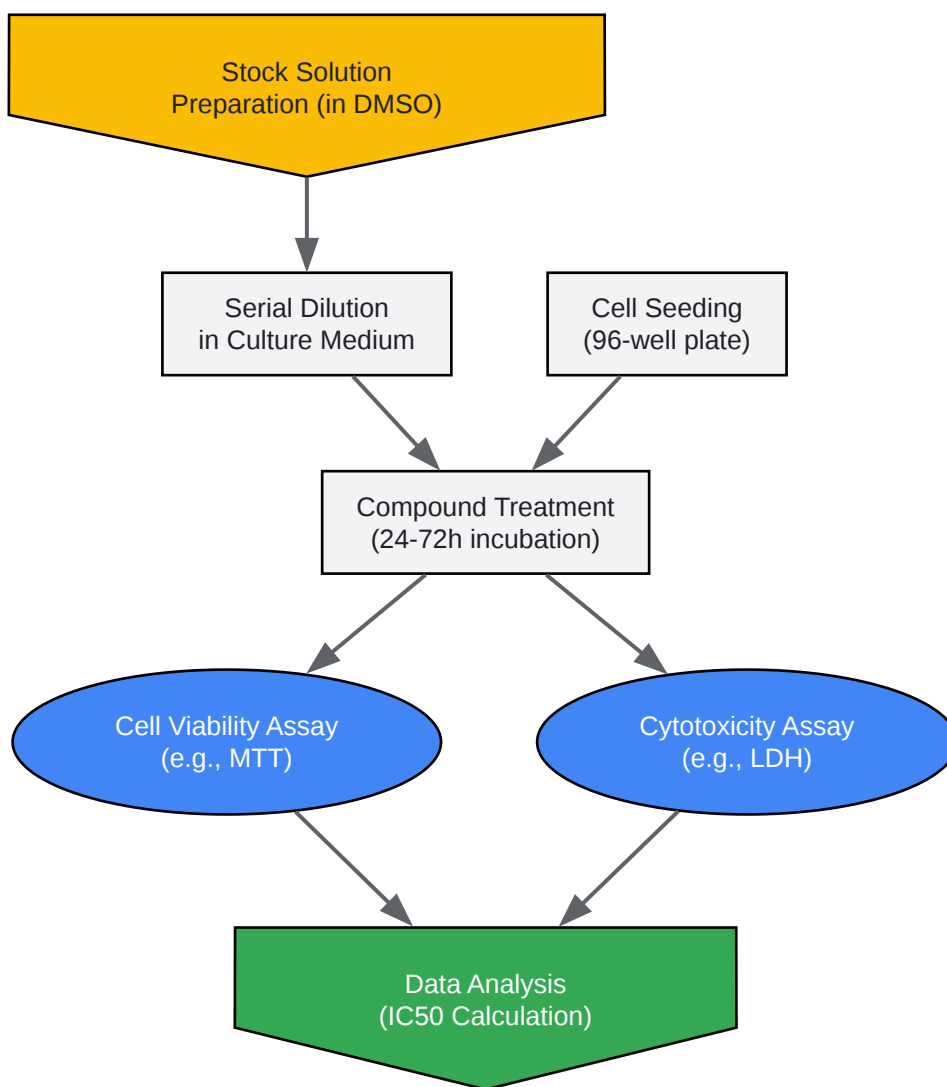 Stock Solution
Preparation (in DMSO)
Serial Dilution
in Culture Medium
Cell Seeding
(96-well plate)
Compound Treatment
(24-72h incubation)
Cell Viability Assay
(e.g., MTT)
Cytotoxicity Assay
(e.g., LDH)
Data Analysis
(IC50 Calculation)